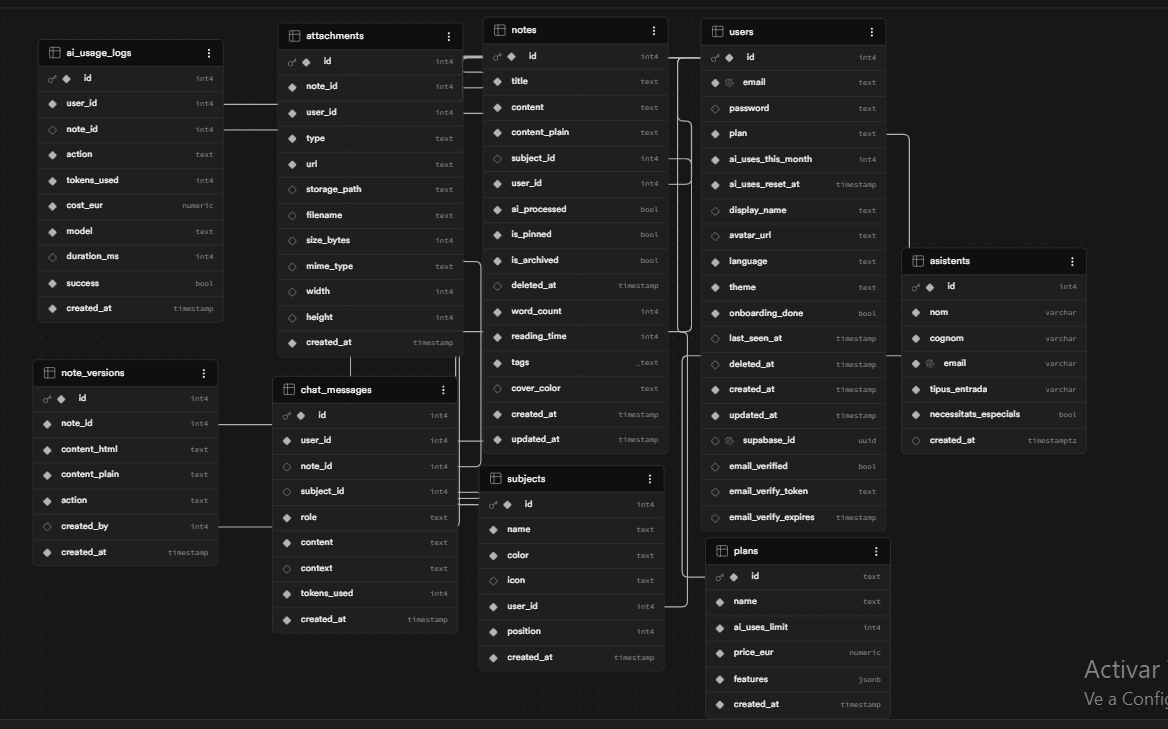 ai_usage_logs
id int4
user_id int4
note_id int4
action text
tokens_used int4
cost_eur numeric
model text
duration_ms int4
success bool
created_at timestamp
note_versions
id int4
note_id int4
content_html text
content_plain text
action text
created_by int4
created_at timestamp
attachments
id int4
note_id int4
user_id int4
type text
url text
storage_path text
filename text
size_bytes int4
mime_type text
width int4
height int4
created_at timestamp
chat_messages
id int4
user_id int4
note_id int4
subject_id int4
role text
content text
context text
tokens_used int4
created_at timestamp
notes
id int4
title text
content text
content_plain text
subject_id int4
user_id int4
ai_processed bool
is_pinned bool
is_archived bool
deleted_at timestamp
word_count int4
reading_time int4
tags _text
cover_color text
created_at timestamp
updated_at timestamp
subjects
id int4
name text
color text
icon text
user_id int4
position int4
created_at timestamp
users
id int4
email text
password text
plan text
ai_uses_this_month int4
ai_uses_reset_at timestamp
display_name text
avatar_url text
language text
theme text
onboarding_done bool
last_seen_at timestamp
deleted_at timestamp
created_at timestamp
updated_at timestamp
supabase_id uuid
email_verified bool
email_verify_token text
email_verify_expires timestamp
plans
id text
name text
ai_uses_limit int4
price_eur numeric
features jsonb
created_at timestamp
asistents
id int4
nom varchar
cognom varchar
email varchar
tipus_entrada varchar
necessitats_especials bool
created_at timestamptz
Activar
Ve a Config